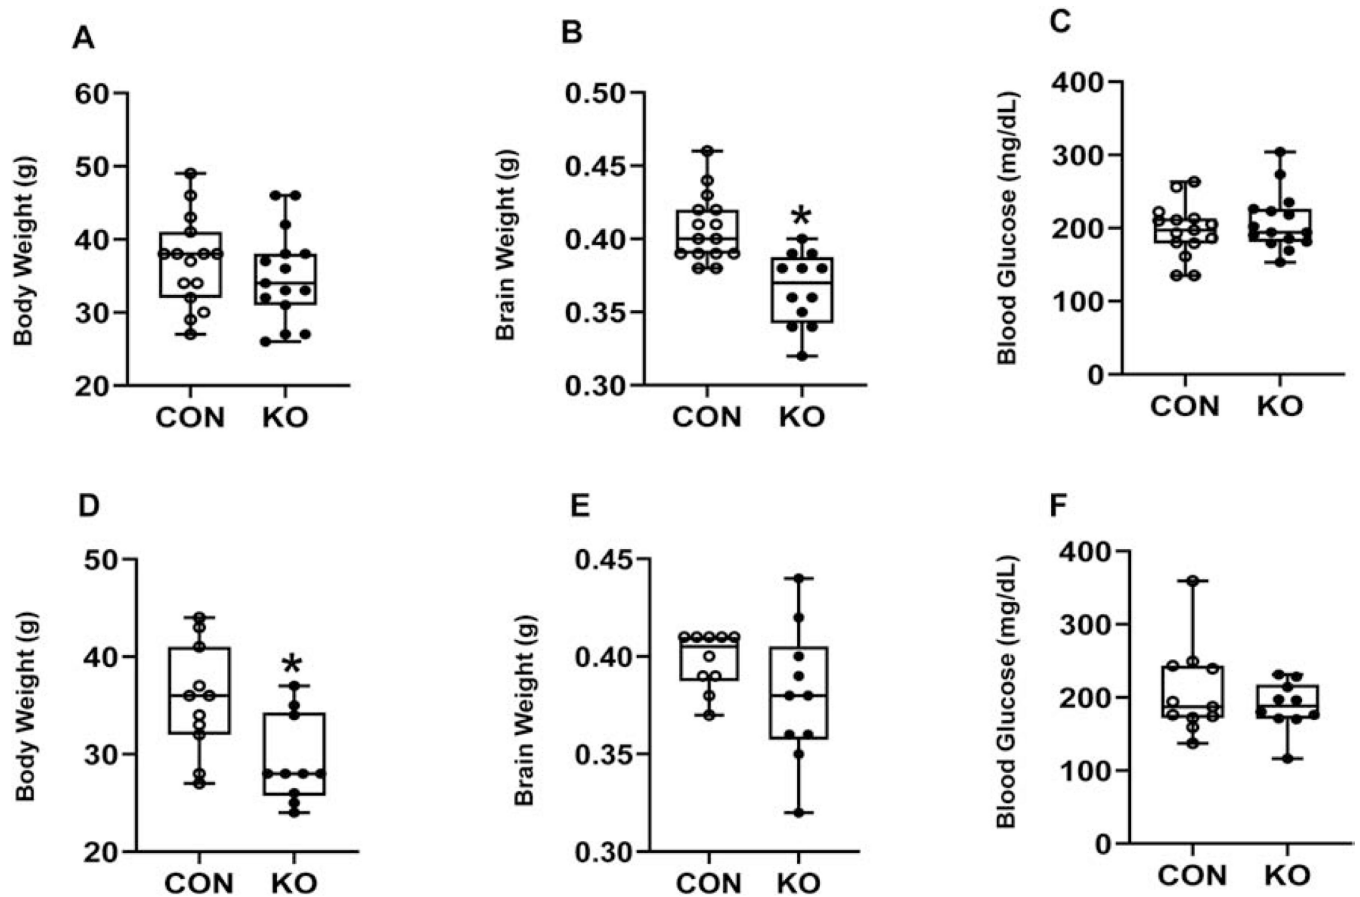 A
Body Weight (g)
60
50
40
30
20
CON KO
B
Brain Weight (g)
0.50
0.45
0.40
0.35
0.30
*
CON KO
C
Blood Glucose (mg/dL)
400
300
200
100
0
CON KO
D
Body Weight (g)
50
40
30
20
*
CON KO
E
Brain Weight (g)
0.45
0.40
0.35
0.30
CON KO
F
Blood Glucose (mg/dL)
400
300
200
100
0
CON KO